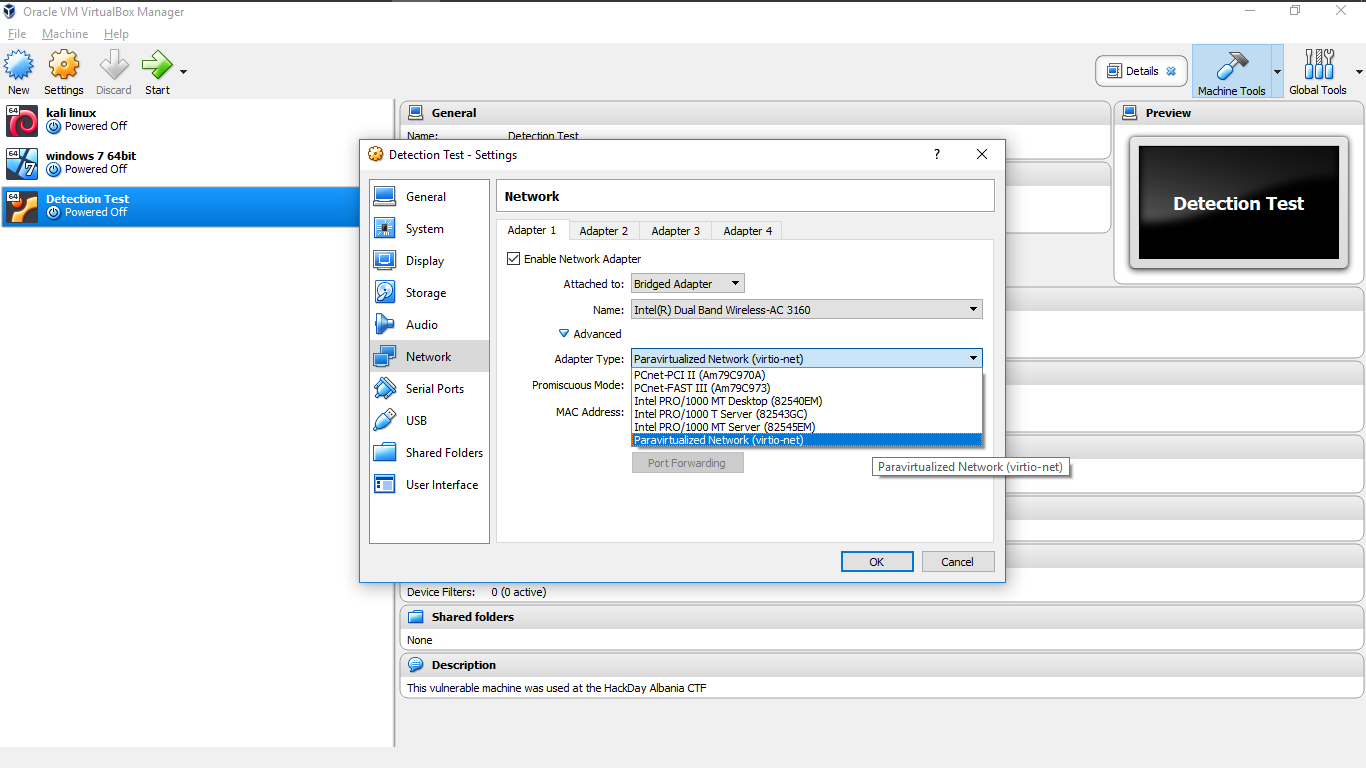 Oracle VM VirtualBox Manager
File Machine Help
New Settings Discard Start
Details Machine Tools Global Tools
64 kali linux
Powered Off
64 windows 7 64bit
Powered Off
64 Detection Test
Powered Off
General
Name: Detection Test
Preview
Detection Test
Detection Test - Settings ?
General
System
Display
Storage
Audio
Network
Serial Ports
USB
Shared Folders
User Interface
Network
Adapter 1 Adapter 2 Adapter 3 Adapter 4
Enable Network Adapter
Attached to: Bridged Adapter
Name: Intel(R) Dual Band Wireless-AC 3160
Advanced
Adapter Type: Paravirtualized Network (virtio-net)
Promiscuous Mode:
MAC Address:
PCnet-PCI II (Am79C970A)
PCnet-FAST III (Am79C973)
Intel PRO/1000 MT Desktop (82540EM)
Intel PRO/1000 T Server (82543GC)
Intel PRO/1000 MT Server (82545EM)
Paravirtualized Network (virtio-net)
Port Forwarding
Paravirtualized Network (virtio-net)
OK Cancel
Device Filters: 0 (0 active)
Shared folders
None
Description
This vulnerable machine was used at the HackDay Albania CTF